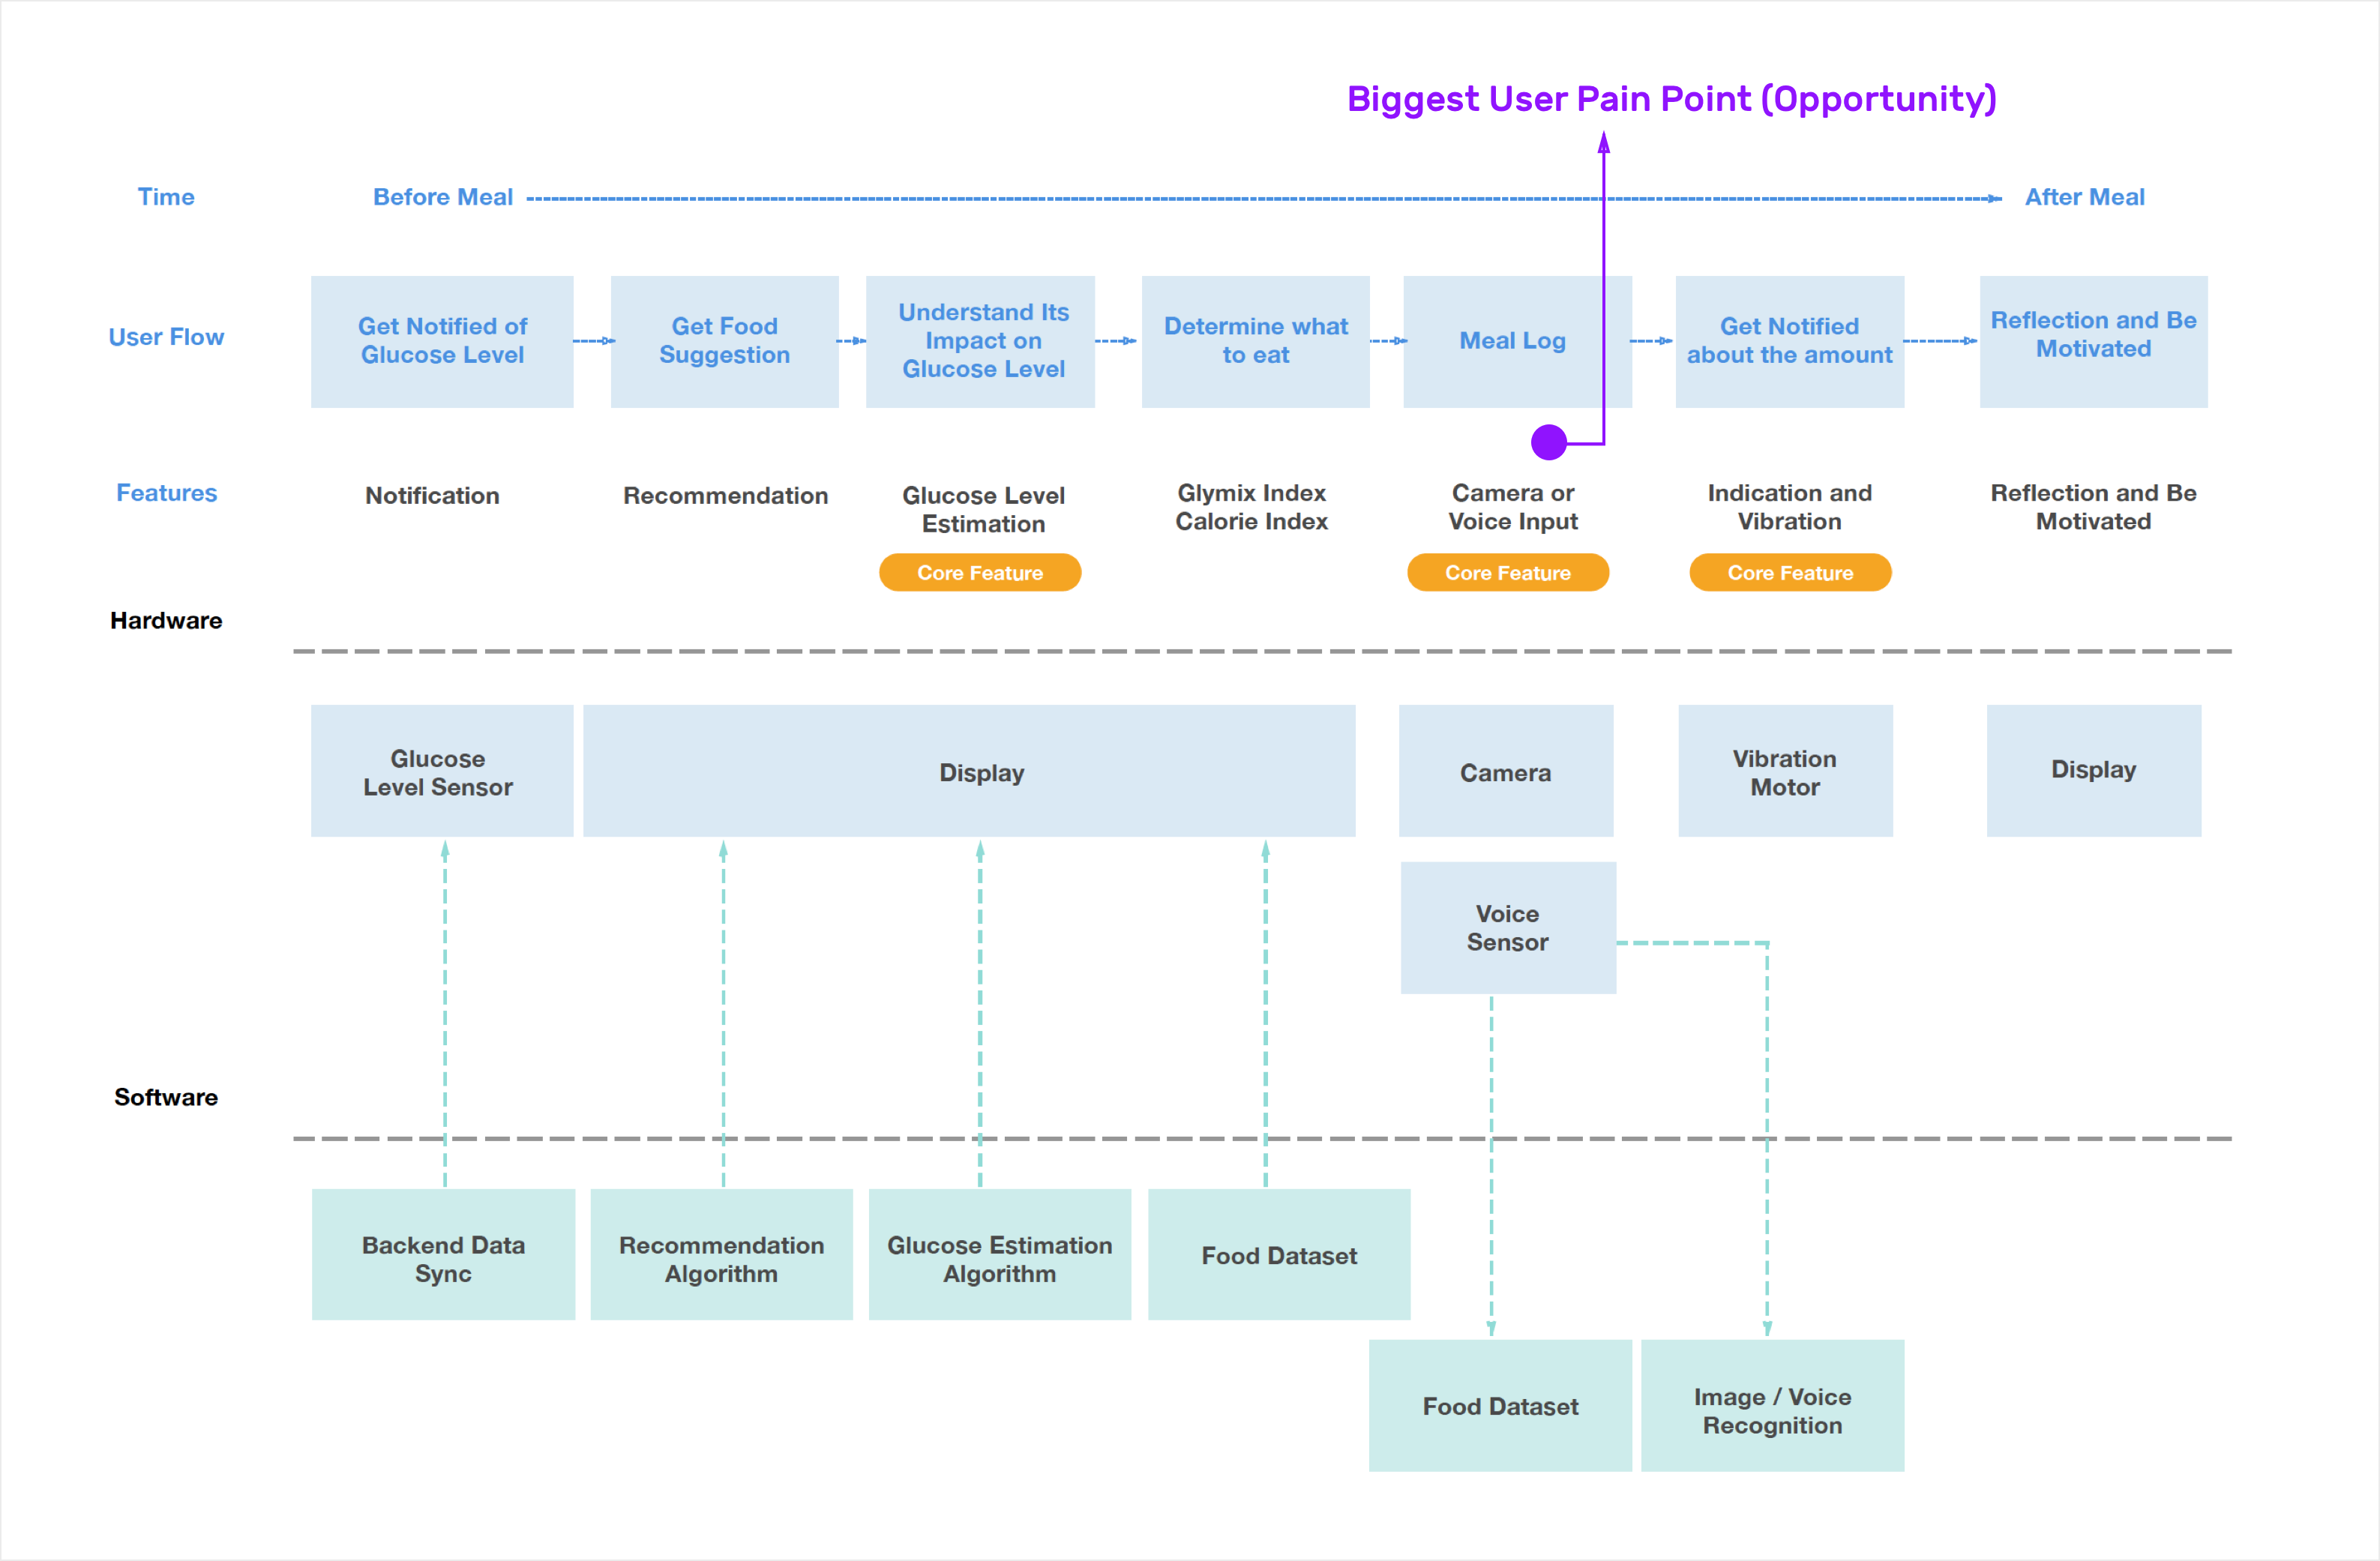 Biggest User Pain Point (Opportunity)
Time
Before Meal
After Meal
User Flow
Get Notified of
Glucose Level
Get Food
Suggestion
Understand Its
Impact on
Glucose Level
Determine what
to eat
Meal Log
Get Notified
about the amount
Reflection and Be
Motivated
Features
Notification
Recommendation
Glucose Level
Estimation
Core Feature
Glymix Index
Calorie Index
Camera or
Voice Input
Core Feature
Indication and
Vibration
Core Feature
Reflection and Be
Motivated
Hardware
Glucose
Level Sensor
Display
Camera
Vibration
Motor
Display
Voice
Sensor
Software
Backend Data
Sync
Recommendation
Algorithm
Glucose Estimation
Algorithm
Food Dataset
Food Dataset
Image / Voice
Recognition